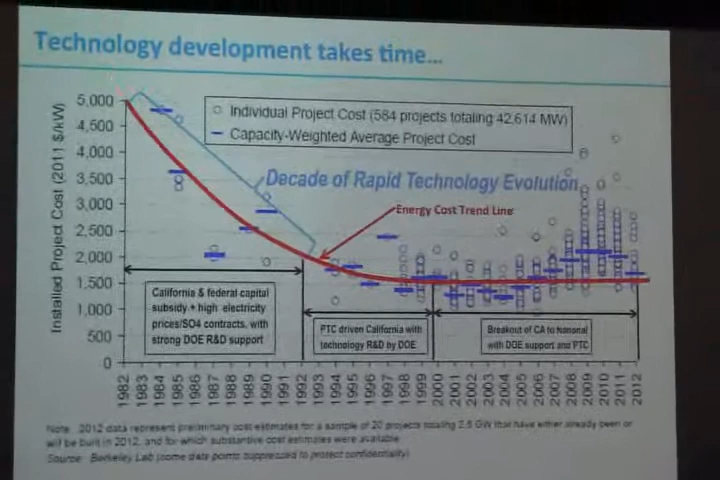 Technology development takes time...
Installed Project Cost (2011 $/kW)
5,000
4,500
4,000
3,500
3,000
2,500
2,000
1,500
1,000
500
0
Individual Project Cost (584 projects totaling 42,614 MW)
Capacity-Weighted Average Project Cost
Decade of Rapid Technology Evolution
Energy Cost Trend Line
California & federal capital
subsidy + high electricity
prices/SO4 contracts, with
strong DOE R&D support
PTC driven California with
technology R&D by DOE
Breakout of CA to national
with DOE support and PTC
1982 1983 1984 1985 1986 1987 1988 1989 1990 1991 1992 1993 1994 1995 1996 1997 1998 1999 2000 2001 2002 2003 2004 2005 2006 2007 2008 2009 2010 2011 2012
Note: 2012 data represent preliminary cost estimates for a sample of 20 projects totaling 2.6 GW that have either already been or
will be built in 2012, and for which substantive cost estimates were available.
Source: Berkeley Lab (some data points suppressed to protect confidentiality)